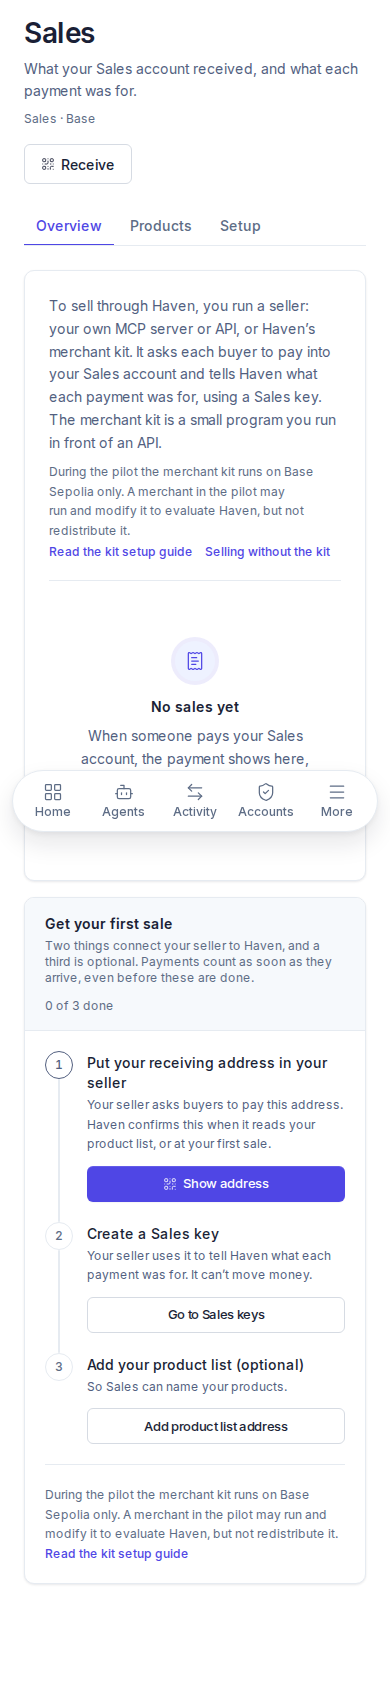 Sales
What your Sales account received, and what each
payment was for.
Sales · Base
Receive
Overview Products Setup
To sell through Haven, you run a seller:
your own MCP server or API, or Haven’s
merchant kit. It asks each buyer to pay into
your Sales account and tells Haven what
each payment was for, using a Sales key.
The merchant kit is a small program you run
in front of an API.
During the pilot the merchant kit runs on Base
Sepolia only. A merchant in the pilot may
run and modify it to evaluate Haven, but not
redistribute it.
Read the kit setup guide Selling without the kit
No sales yet
When someone pays your Sales
account, the payment shows here,
Home Agents Activity Accounts More
Get your first sale
Two things connect your seller to Haven, and a
third is optional. Payments count as soon as they
arrive, even before these are done.
0 of 3 done
1 Put your receiving address in your
seller
Your seller asks buyers to pay this address.
Haven confirms this when it reads your
product list, or at your first sale.
Show address
2 Create a Sales key
Your seller uses it to tell Haven what each
payment was for. It can’t move money.
Go to Sales keys
3 Add your product list (optional)
So Sales can name your products.
Add product list address
During the pilot the merchant kit runs on Base
Sepolia only. A merchant in the pilot may run and
modify it to evaluate Haven, but not redistribute it.
Read the kit setup guide